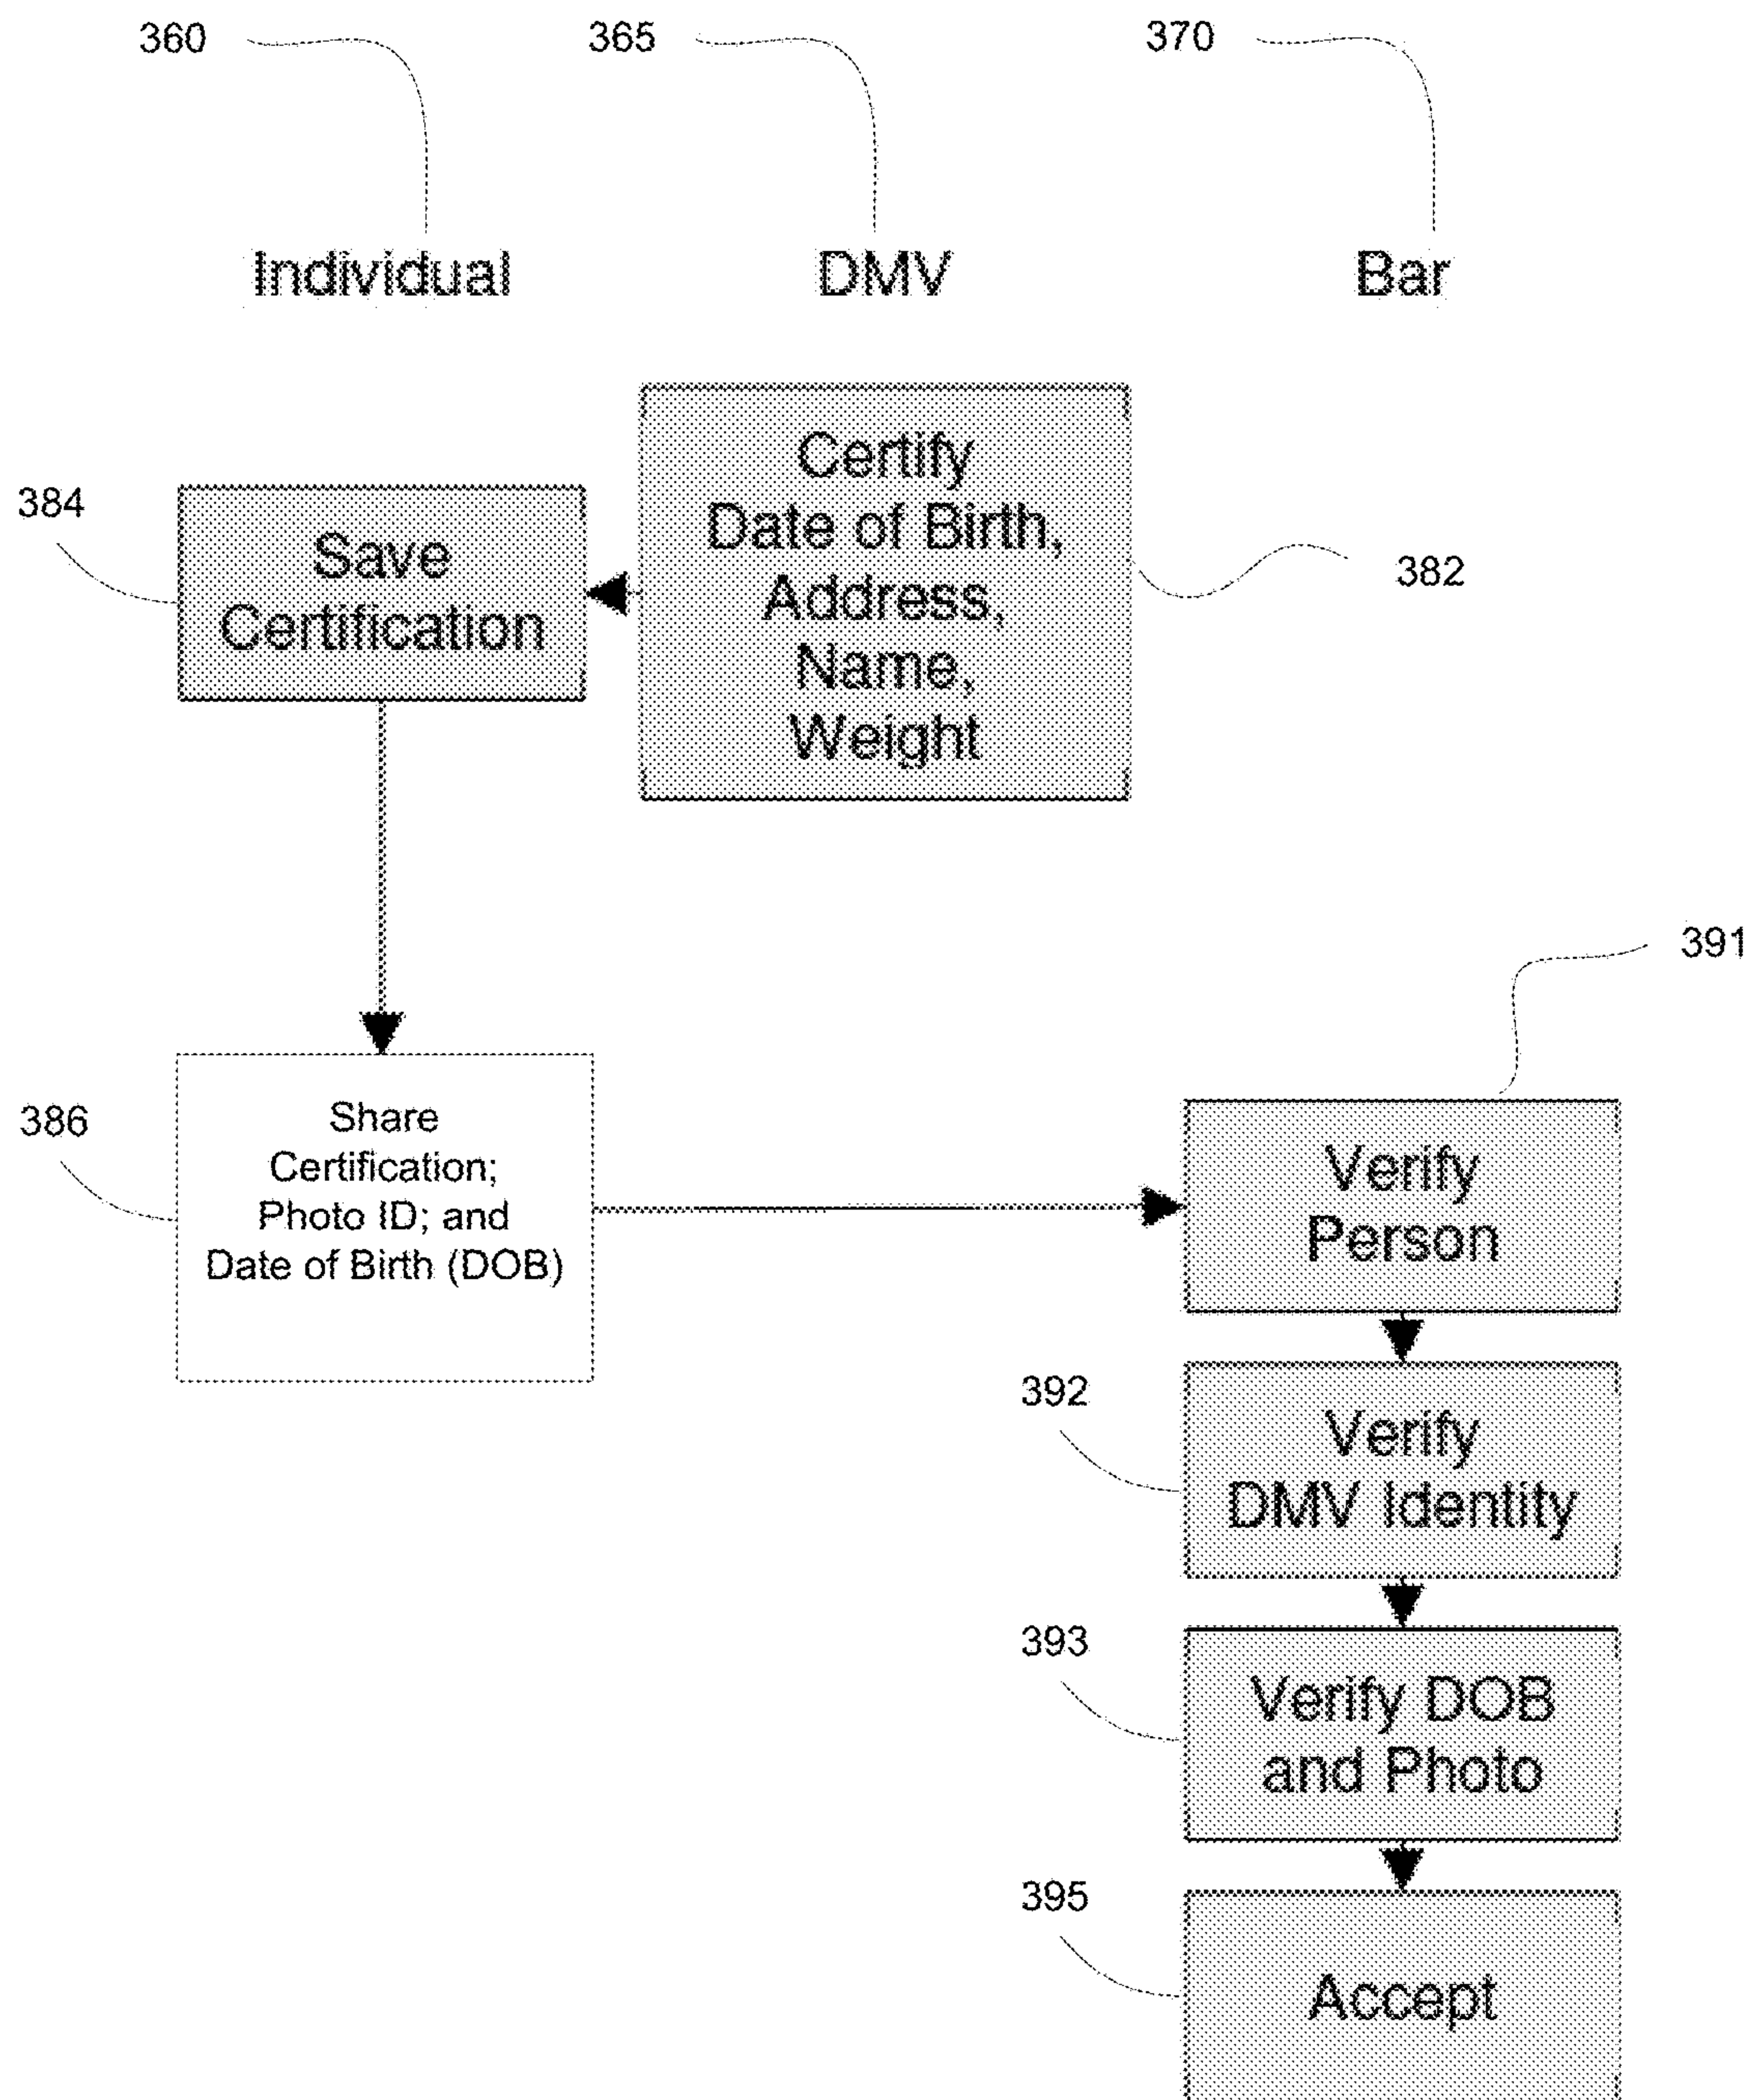 360
365
370
Individual
DMV
Bar
Certify
Date of Birth,
Address,
Name,
Weight
382
384
Save
Certification
391
386
Share
Certification;
Photo ID; and
Date of Birth (DOB)
Verify
Person
392
Verify
DMV Identity
393
Verify DOB
and Photo
395
Accept